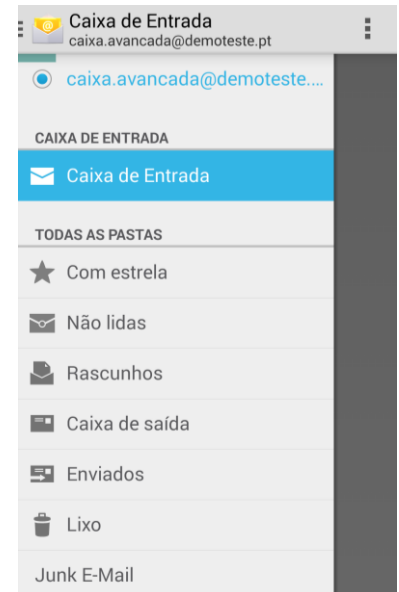 Caixa de Entrada
caixa.avancada@demoteste.pt
caixa.avancada@demoteste....
CAIXA DE ENTRADA
Caixa de Entrada
TODAS AS PASTAS
Com estrela
Não lidas
Rascunhos
Caixa de saída
Enviados
Lixo
Junk E-Mail